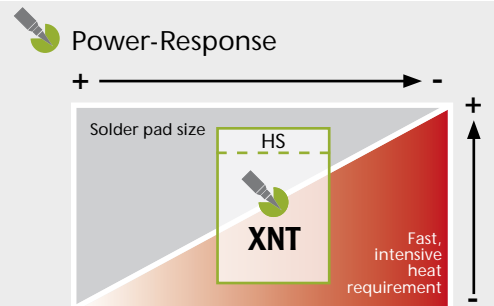 Power-Response
+ -
Solder pad size
HS
+
XNT
Fast,
intensive
heat
requirement
-